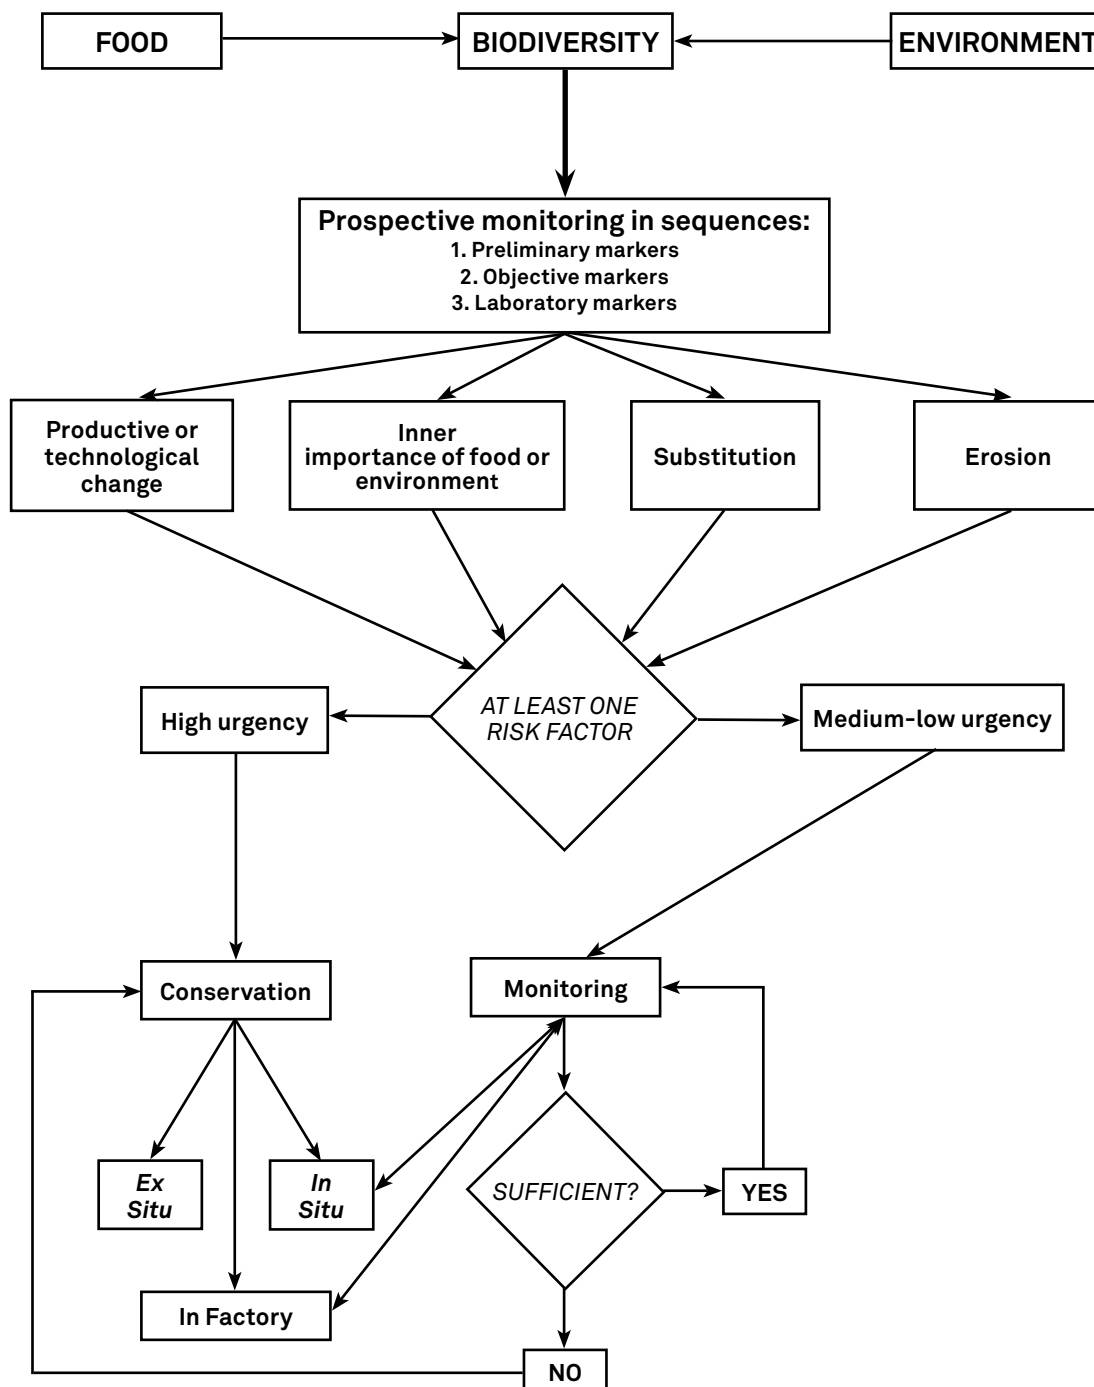 FOOD
BIODIVERSITY
ENVIRONMENT
Prospective monitoring in sequences:
1. Preliminary markers
2. Objective markers
3. Laboratory markers
Productive or
technological
change
Inner
importance of food or
environment
Substitution
Erosion
AT LEAST ONE
RISK FACTOR
High urgency
Medium-low urgency
Conservation
Monitoring
Ex
Situ
In
Situ
SUFFICIENT?
YES
In Factory
NO